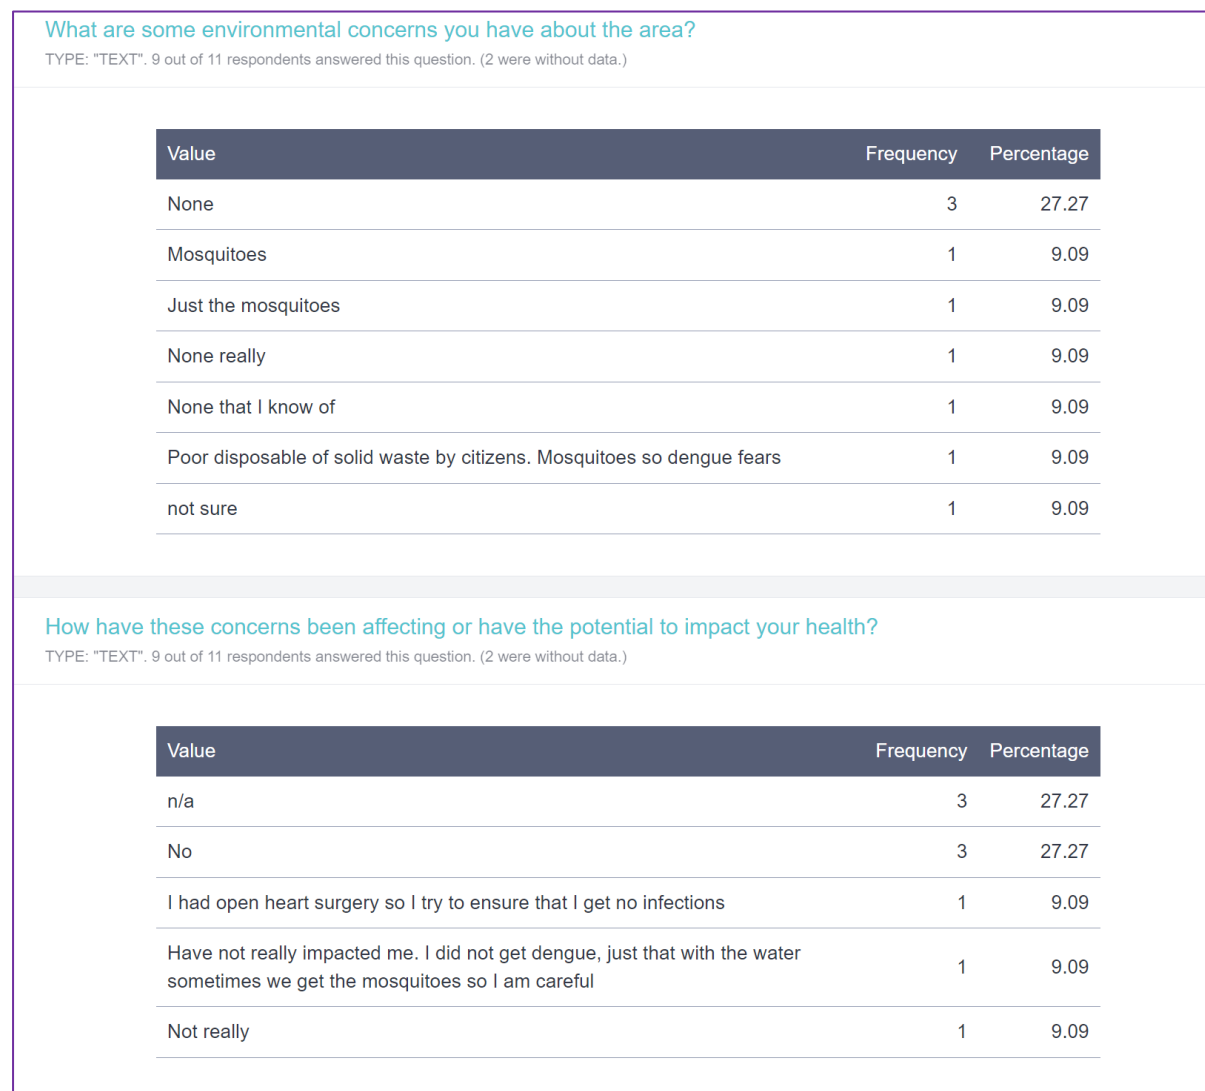 What are some environmental concerns you have about the area?
TYPE: "TEXT". 9 out of 11 respondents answered this question. (2 were without data.)
Value Frequency Percentage
None 3 27.27
Mosquitoes 1 9.09
Just the mosquitoes 1 9.09
None really 1 9.09
None that I know of 1 9.09
Poor disposable of solid waste by citizens. Mosquitoes so dengue fears 1 9.09
not sure 1 9.09
How have these concerns been affecting or have the potential to impact your health?
TYPE: "TEXT". 9 out of 11 respondents answered this question. (2 were without data.)
Value Frequency Percentage
n/a 3 27.27
No 3 27.27
I had open heart surgery so I try to ensure that I get no infections 1 9.09
Have not really impacted me. I did not get dengue, just that with the water
sometimes we get the mosquitoes so I am careful 1 9.09
Not really 1 9.09